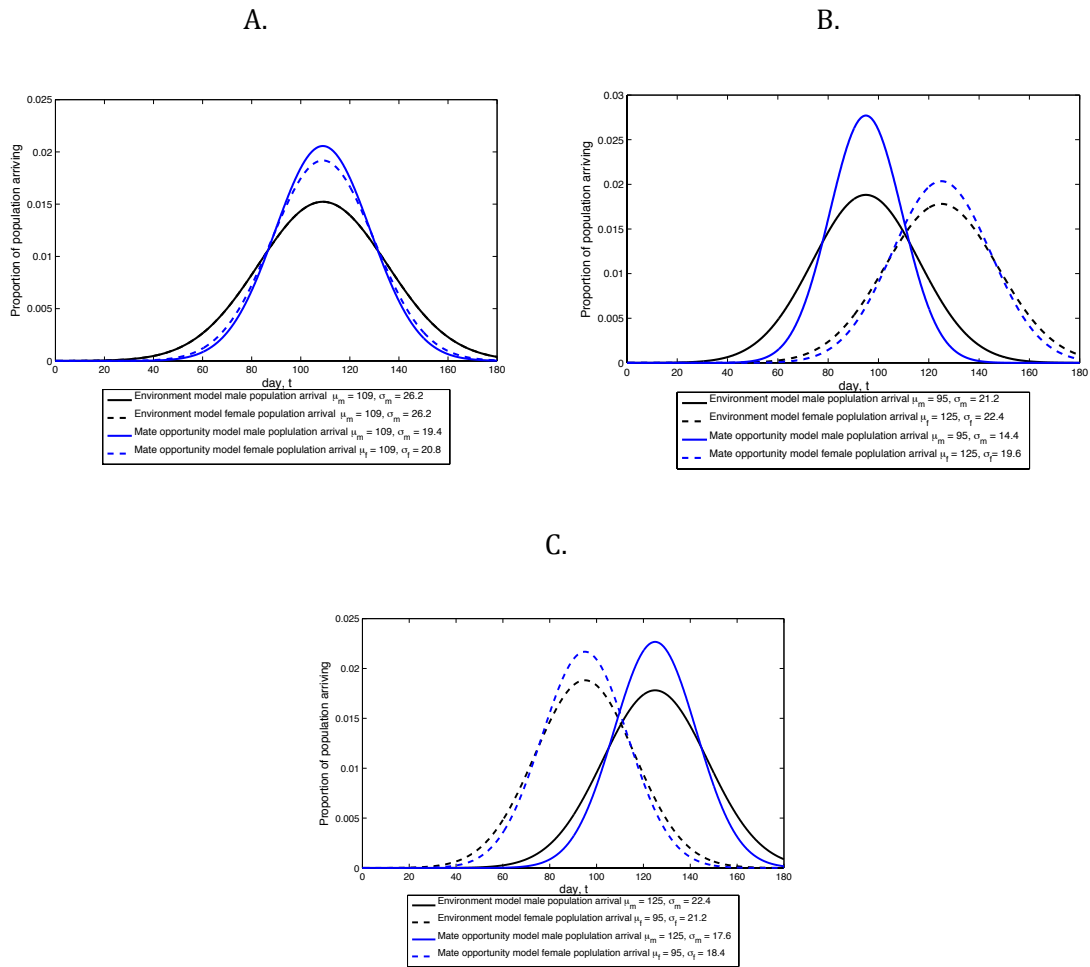 A.
0.025
0.02
0.015
0.01
0.005
0
Proportion of population arriving
0 20 40 60 80 100 120 140 160 180
day, t
Environment model male population arrival μm = 109, σm = 26.2
Environment model female population arrival μm = 109, σm = 26.2
Mate opportunity model male poplulation arrival μm = 109, σm = 19.4
Mate opportunity model female poplulation arrival μf = 109, σf = 20.8
B.
0.03
0.025
0.02
0.015
0.01
0.005
0
Proportion of population arriving
0 20 40 60 80 100 120 140 160 180
day, t
Environment model male population arrival μm = 95, σm = 21.2
Environment model female population arrival μf = 125, σf = 22.4
Mate opportunity model male poplulation arrival μm = 95, σm = 14.4
Mate opportunity model female poplulation arrival μf = 125, σf = 19.6
C.
0.025
0.02
0.015
0.01
0.005
0
Proportion of population arriving
0 20 40 60 80 100 120 140 160 180
day, t
Environment model male poplulation arrival μm = 125, σm = 22.4
Environment model female poplulation arrival μf = 95, σf = 21.2
Mate opportunity model male population arrival μm = 125, σm = 17.6
Mate opportunity model female poplulation arrival μf = 95, σf = 18.4